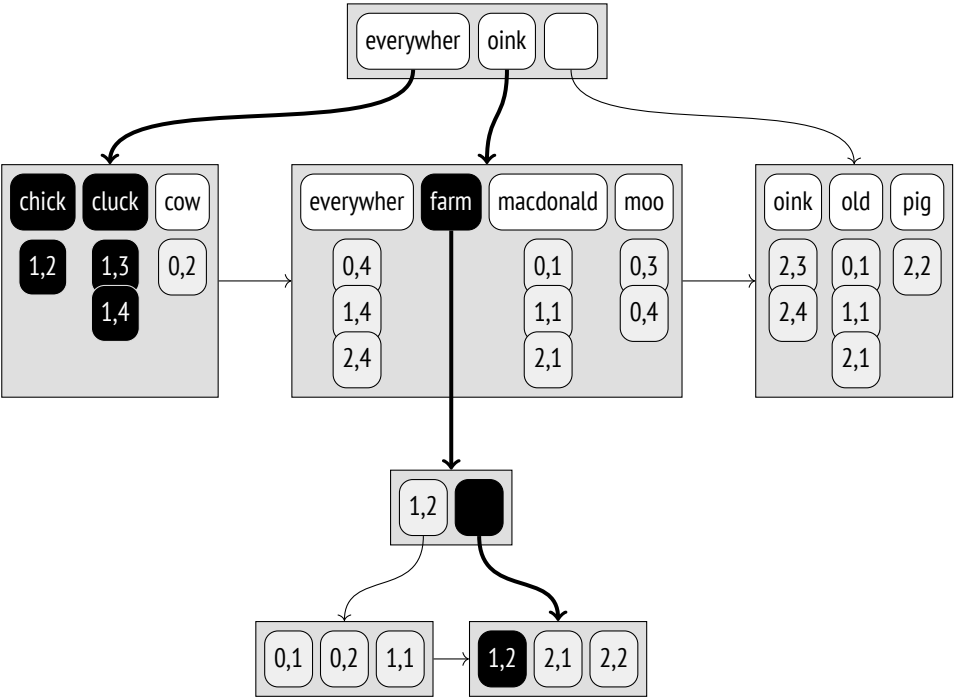 everywher oink
chick cluck cow
everywher farm macdonald moo
oink old pig
1,2 1,3 0,2
1,4
0,4 0,1 0,3
1,4 1,1 0,4
2,4 2,1
2,3 0,1 2,2
2,4 1,1
2,1
1,2
0,1 0,2 1,1
1,2 2,1 2,2